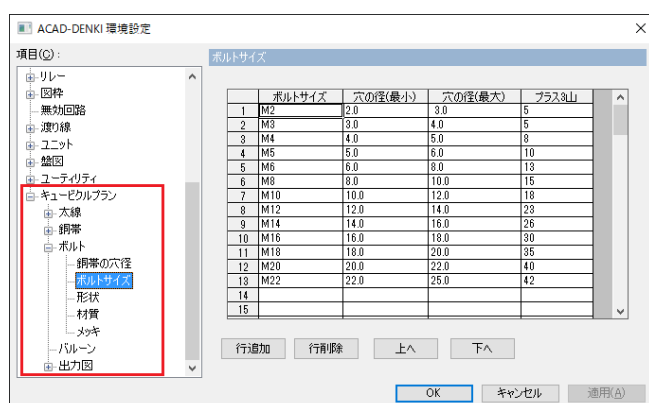 ACAD-DENKI 環境設定
項目(C) :
リレー
図枠
無効回路
渡り線
ユニット
盤図
ユーティリティ
キュービクルプラン
太線
銅帯
ボルト
銅帯の穴径
ボルトサイズ
形状
材質
メッキ
バルーン
出力図
ボルトサイズ
ボルトサイズ 穴の径(最小) 穴の径(最大) プラス3山
1 M2 2.0 3.0 5
2 M3 3.0 4.0 5
3 M4 4.0 5.0 8
4 M5 5.0 6.0 10
5 M6 6.0 8.0 13
6 M8 8.0 10.0 15
7 M10 10.0 12.0 18
8 M12 12.0 14.0 23
9 M14 14.0 16.0 26
10 M16 16.0 18.0 30
11 M18 18.0 20.0 35
12 M20 20.0 22.0 40
13 M22 22.0 25.0 42
14
15
行追加 行削除 上へ 下へ
OK キャンセル 適用(A)